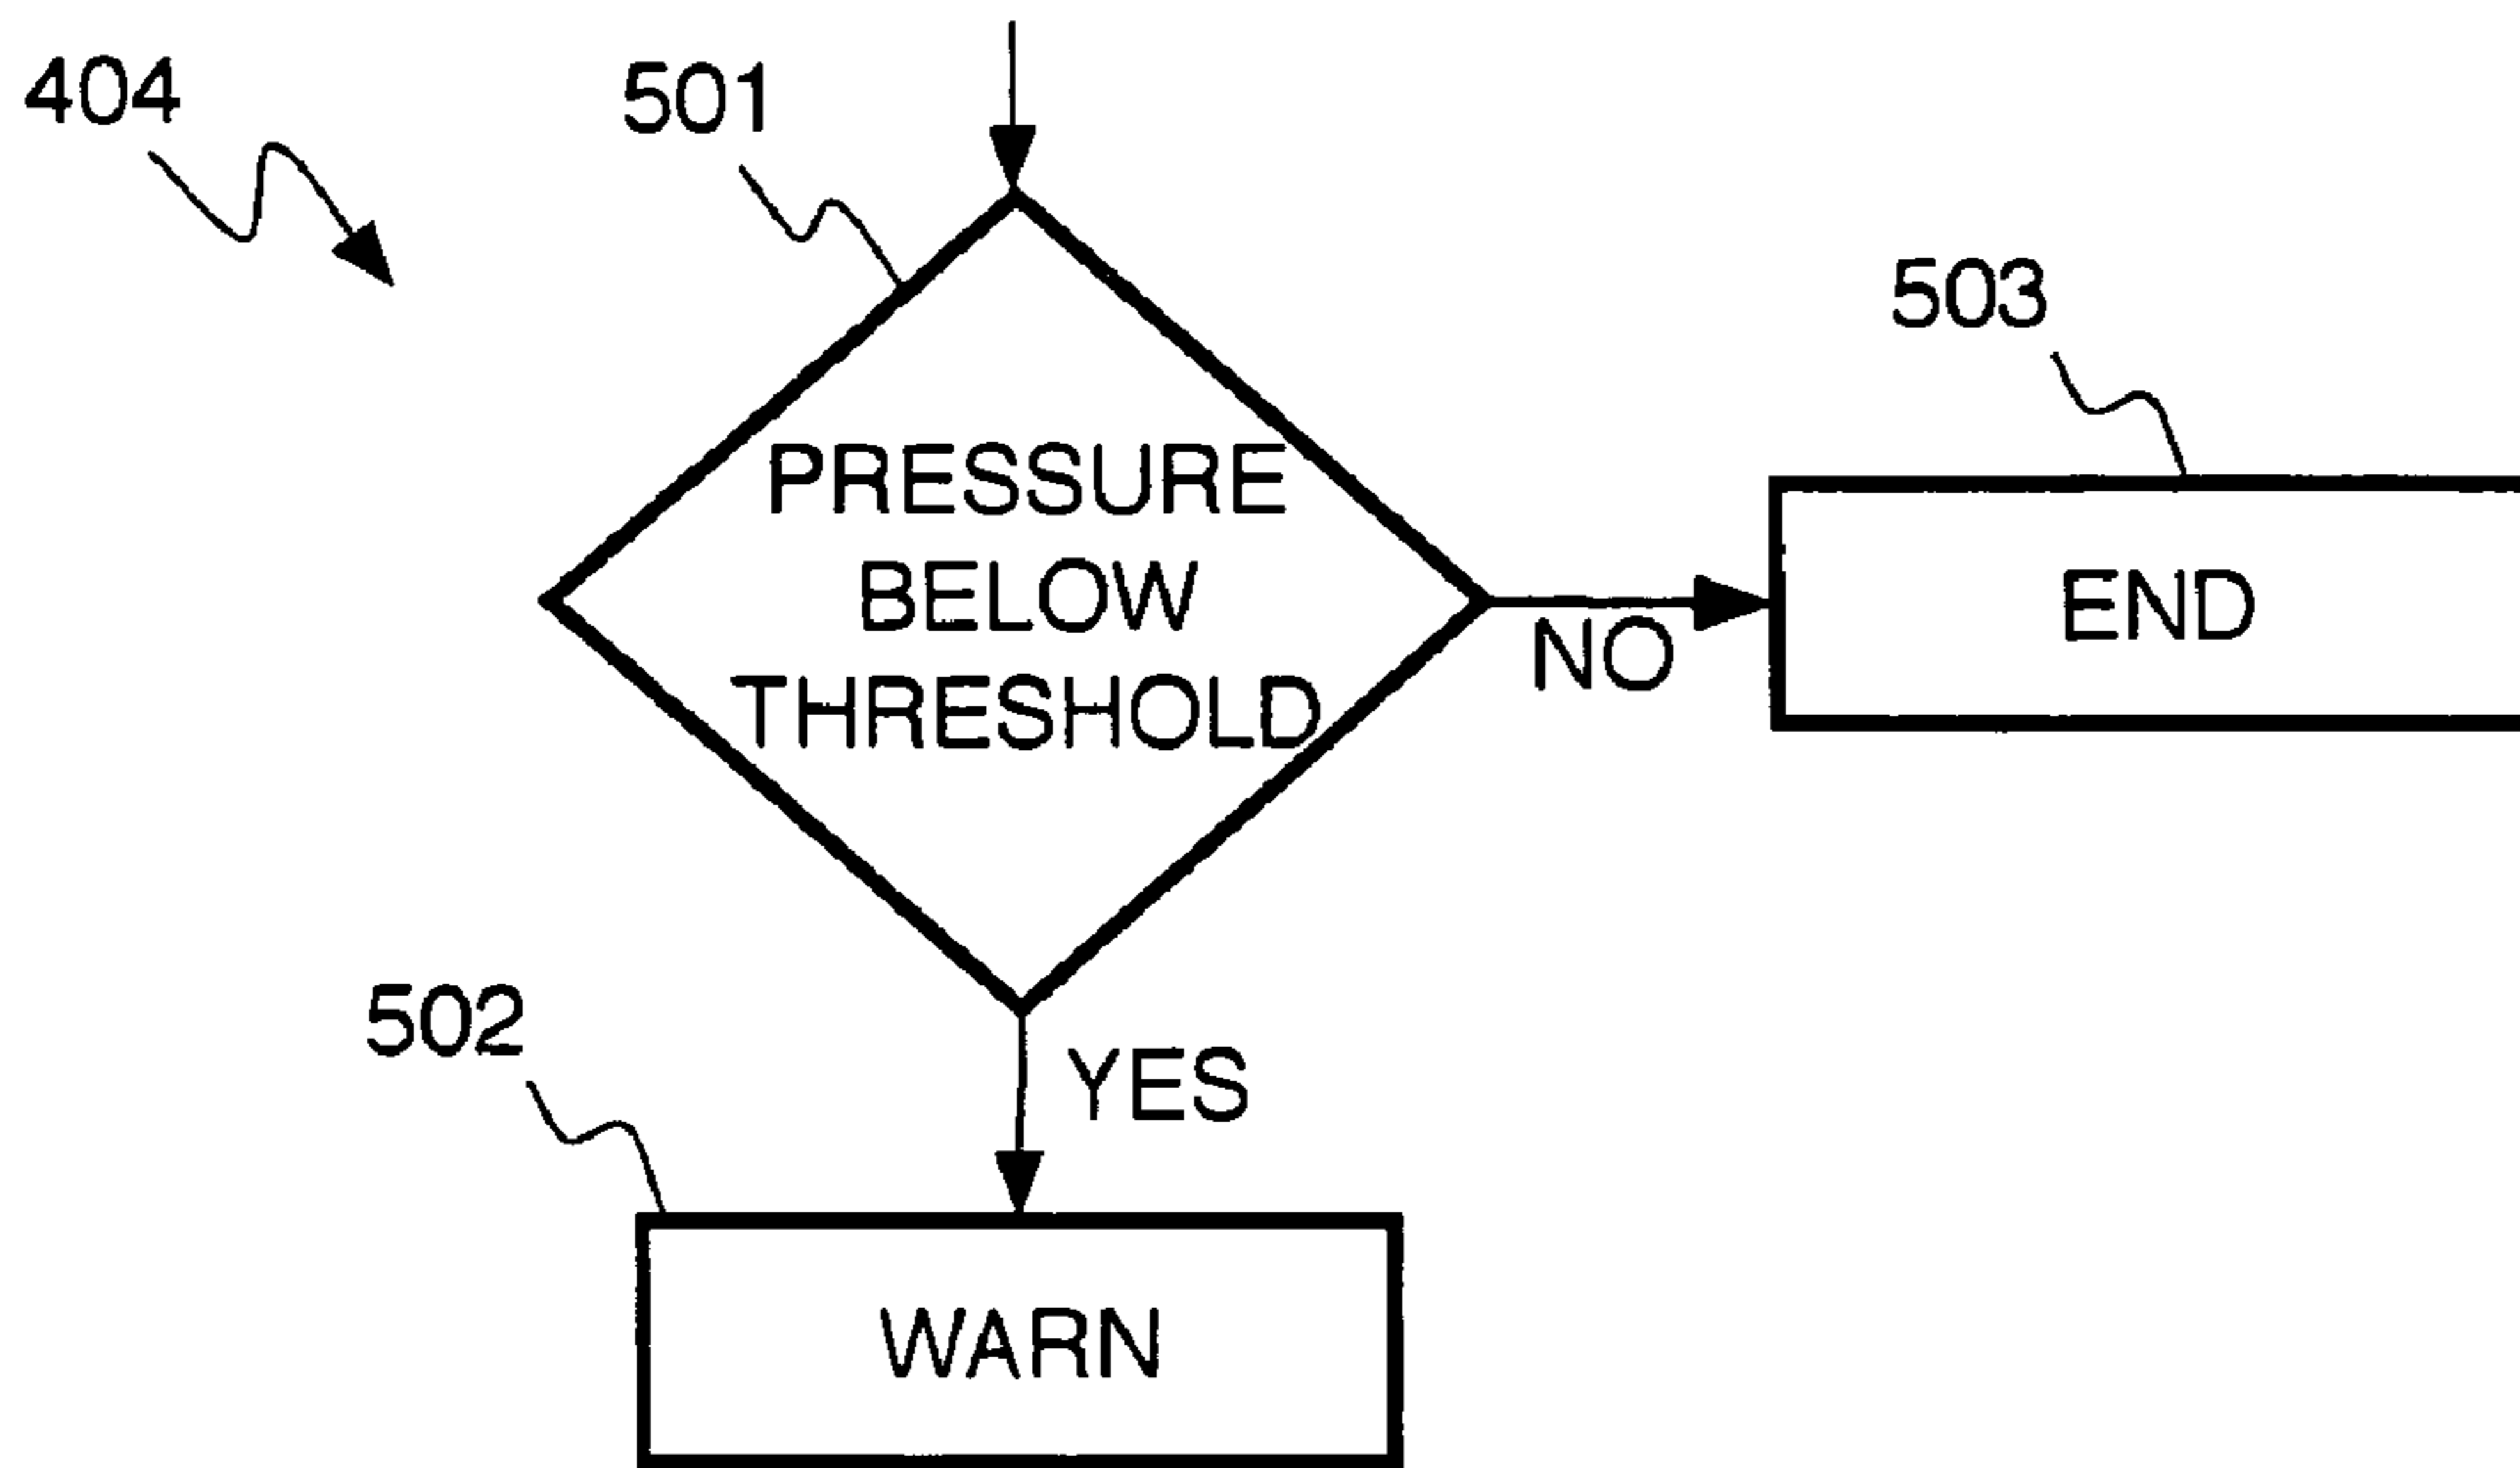 404
501
503
PRESSURE
BELOW
THRESHOLD
NO
END
502
YES
WARN